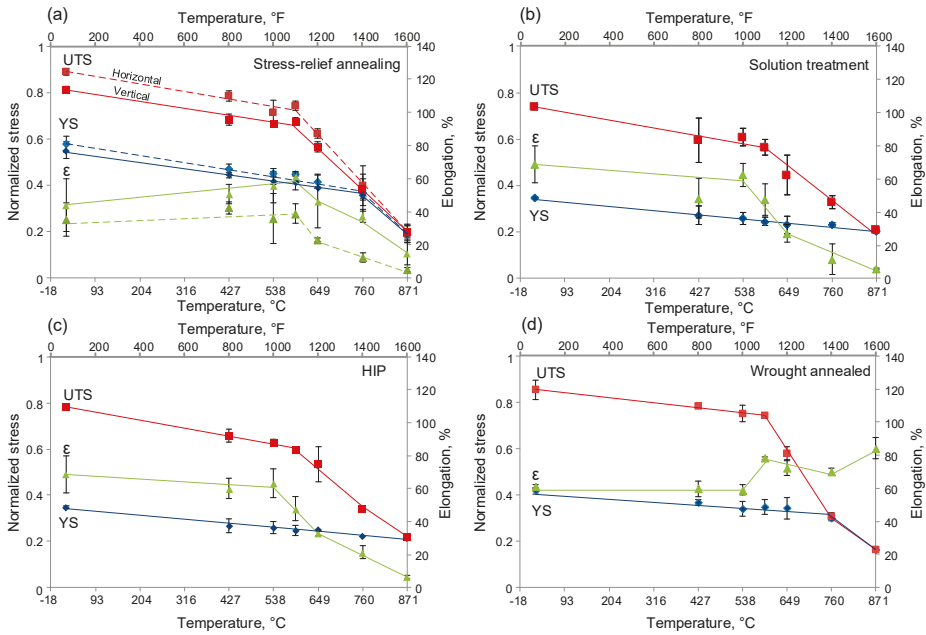 (a)
Temperature, °F
0 200 400 600 800 1000 1200 1400 1600
1 0.8 0.6 0.4 0.2 0
Normalized stress
140 120 100 80 60 40 20 0
Elongation, %
UTS
Horizontal
Vertical
Stress-relief annealing
YS
ε
-18 93 204 316 427 538 649 760 871
Temperature, °C
(b)
Temperature, °F
0 200 400 600 800 1000 1200 1400 1600
1 0.8 0.6 0.4 0.2 0
Normalized stress
140 120 100 80 60 40 20 0
Elongation, %
Solution treatment
UTS
ε
YS
-18 93 204 316 427 538 649 760 871
Temperature, °C
(c)
Temperature, °F
0 200 400 600 800 1000 1200 1400 1600
1 0.8 0.6 0.4 0.2 0
Normalized stress
140 120 100 80 60 40 20 0
Elongation, %
HIP
UTS
ε
YS
-18 93 204 316 427 538 649 760 871
Temperature, °C
(d)
Temperature, °F
0 200 400 600 800 1000 1200 1400 1600
1 0.8 0.6 0.4 0.2 0
Normalized stress
140 120 100 80 60 40 20 0
Elongation, %
Wrought annealed
UTS
ε
YS
-18 93 204 316 427 538 649 760 871
Temperature, °C